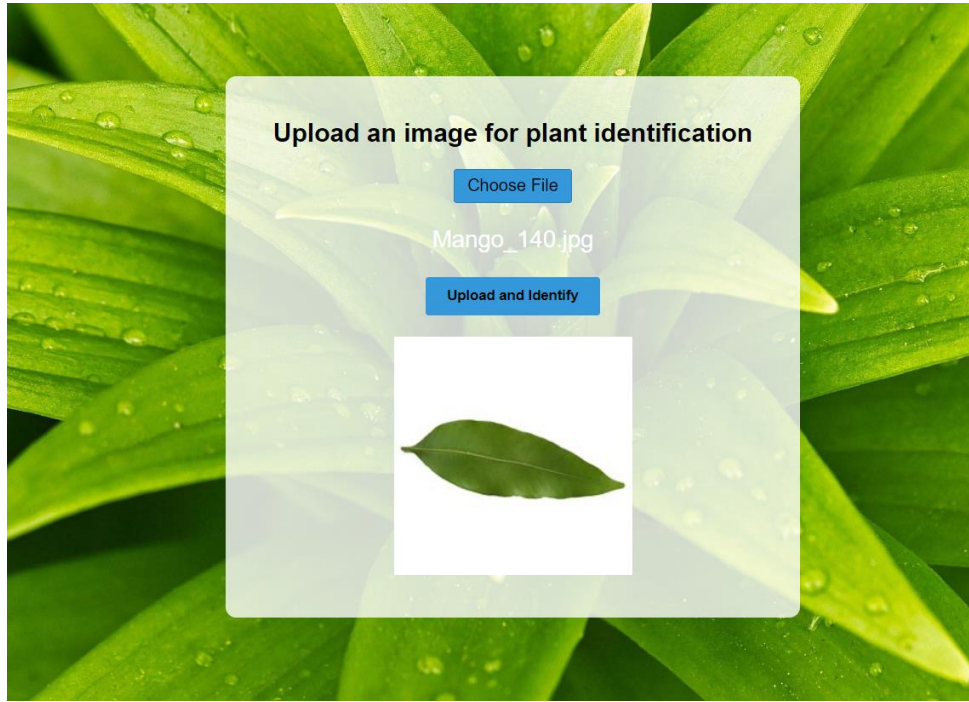 Upload an image for plant identification
Choose File
Mango_140.jpg
Upload and Identify